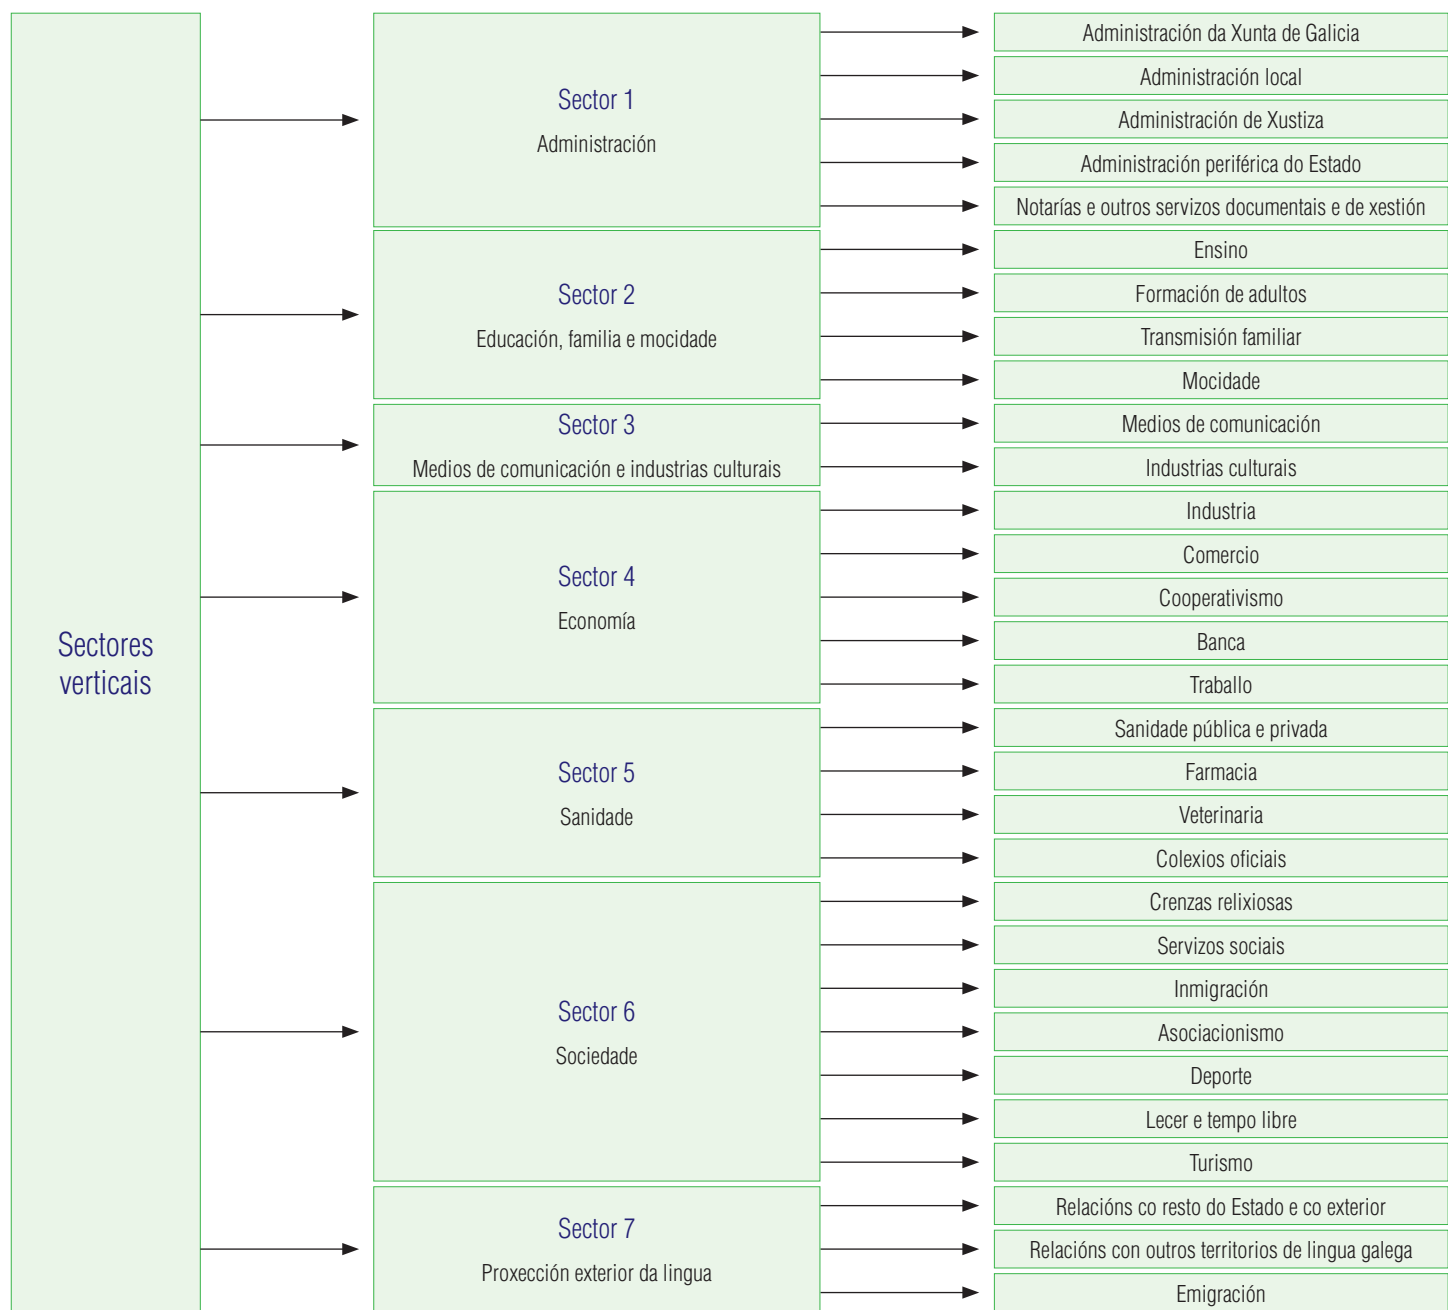 Sectores
verticais
Sector 1
Administración
Administración da Xunta de Galicia
Administración local
Administración de Xustiza
Administración periférica do Estado
Notarías e outros servizos documentais e de xestión
Sector 2
Educación, familia e mocidade
Ensino
Formación de adultos
Transmisión familiar
Mocidade
Sector 3
Medios de comunicación e industrias culturais
Medios de comunicación
Industrias culturais
Sector 4
Economía
Industria
Comercio
Cooperativismo
Banca
Traballo
Sector 5
Sanidade
Sanidade pública e privada
Farmacia
Veterinaria
Colexios oficiais
Sector 6
Sociedade
Crenzas relixiosas
Servizos sociais
Inmigración
Asociacionismo
Deporte
Lecer e tempo libre
Turismo
Sector 7
Proxección exterior da lingua
Relacións co resto do Estado e co exterior
Relacións con outros territorios de lingua galega
Emigración